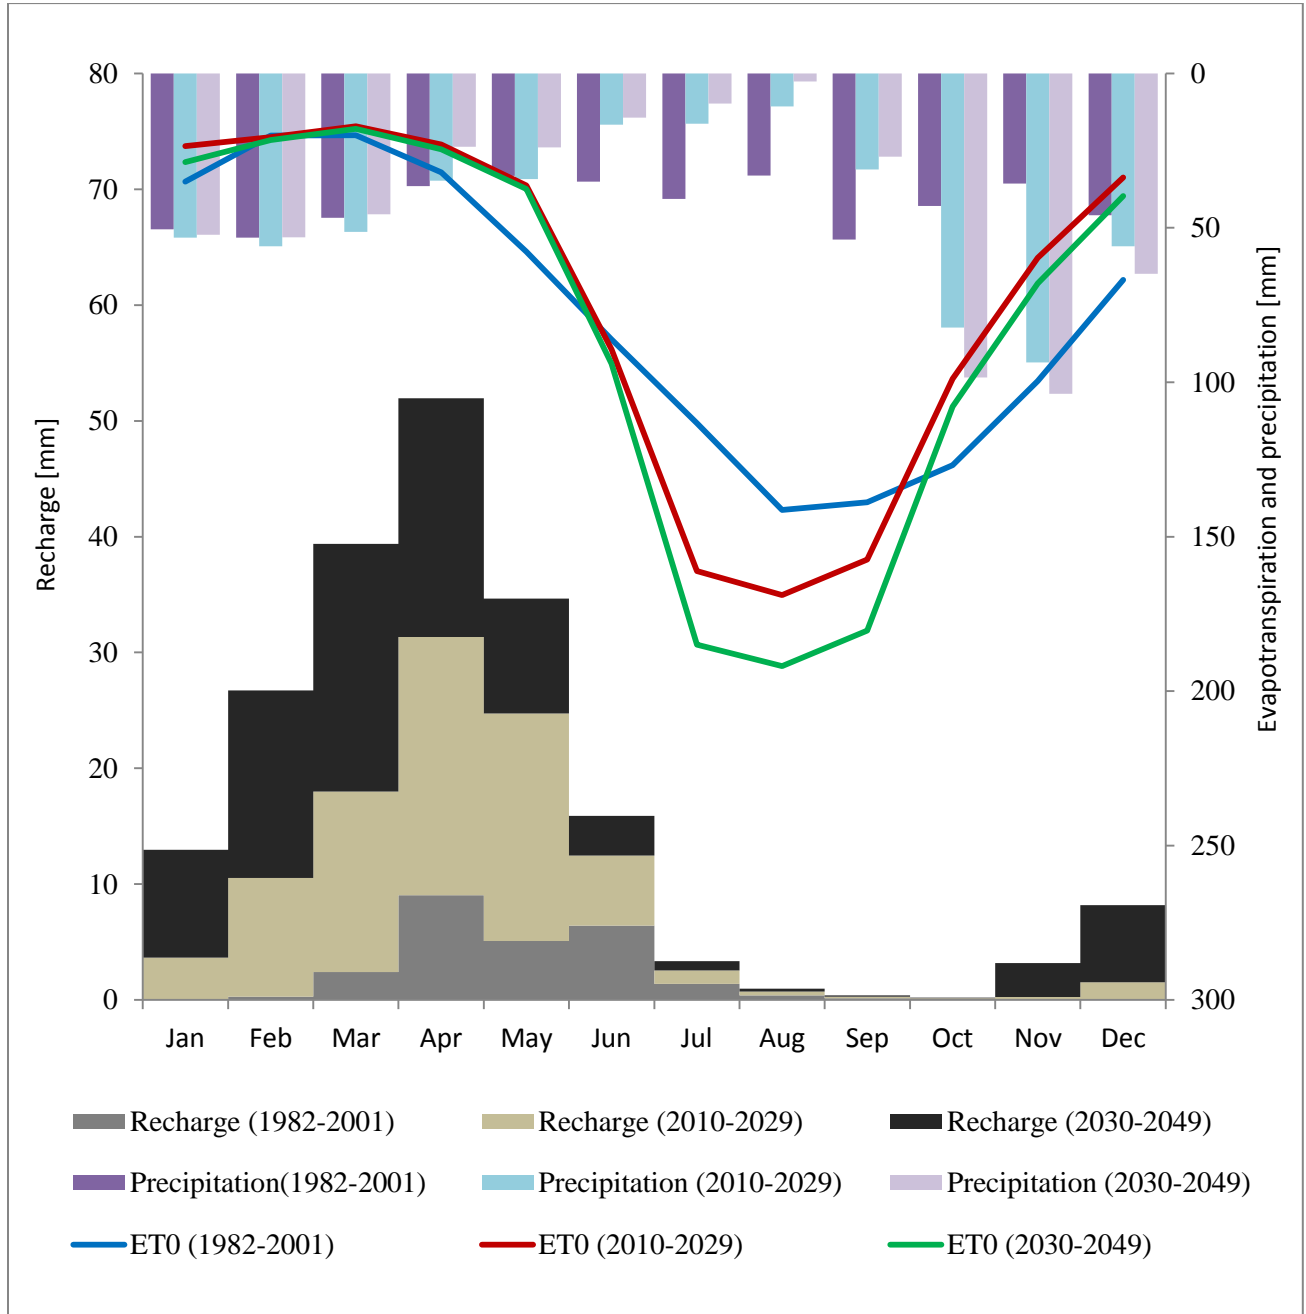 80
70
60
50
40
30
20
10
0
Recharge [mm]
0
50
100
150
200
250
300
Evapotranspiration and precipitation [mm]
Jan Feb Mar Apr May Jun Jul Aug Sep Oct Nov Dec
Recharge (1982-2001) Recharge (2010-2029) Recharge (2030-2049)
Precipitation(1982-2001) Precipitation (2010-2029) Precipitation (2030-2049)
ET0 (1982-2001) ET0 (2010-2029) ET0 (2030-2049)